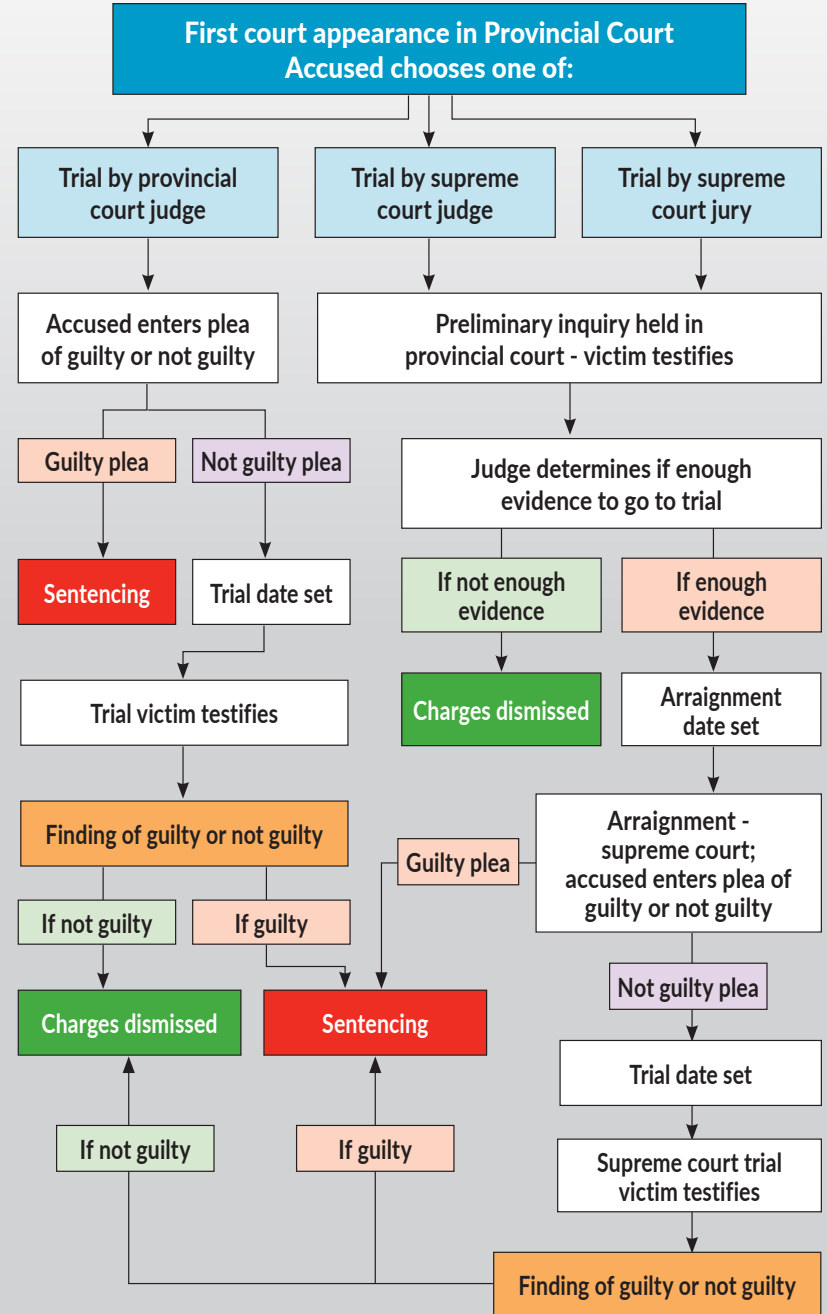 First court appearance in Provincial Court
Accused chooses one of:
Trial by provincial
court judge
Trial by supreme
court judge
Trial by supreme
court jury
Accused enters plea
of guilty or not guilty
Preliminary inquiry held in
provincial court - victim testifies
Guilty plea
Not guilty plea
Judge determines if enough
evidence to go to trial
Sentencing
Trial date set
If not enough
evidence
If enough
evidence
Trial victim testifies
Charges dismissed
Arraignment
date set
Finding of guilty or not guilty
Guilty plea
Arraignment -
supreme court;
accused enters plea of
guilty or not guilty
If not guilty
If guilty
Not guilty plea
Charges dismissed
Sentencing
Trial date set
If not guilty
If guilty
Supreme court trial
victim testifies
Finding of guilty or not guilty